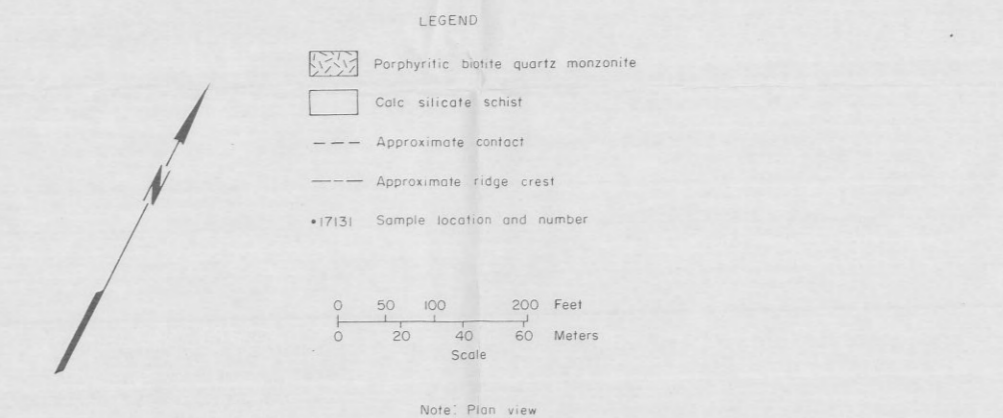 LEGEND
Porphyritic biotite quartz monzonite
Calc silicate schist
Approximate contact
Approximate ridge crest
•17131 Sample location and number
N
0 50 100 200 Feet
0 20 40 60 Meters
Scale
Note: Plan view